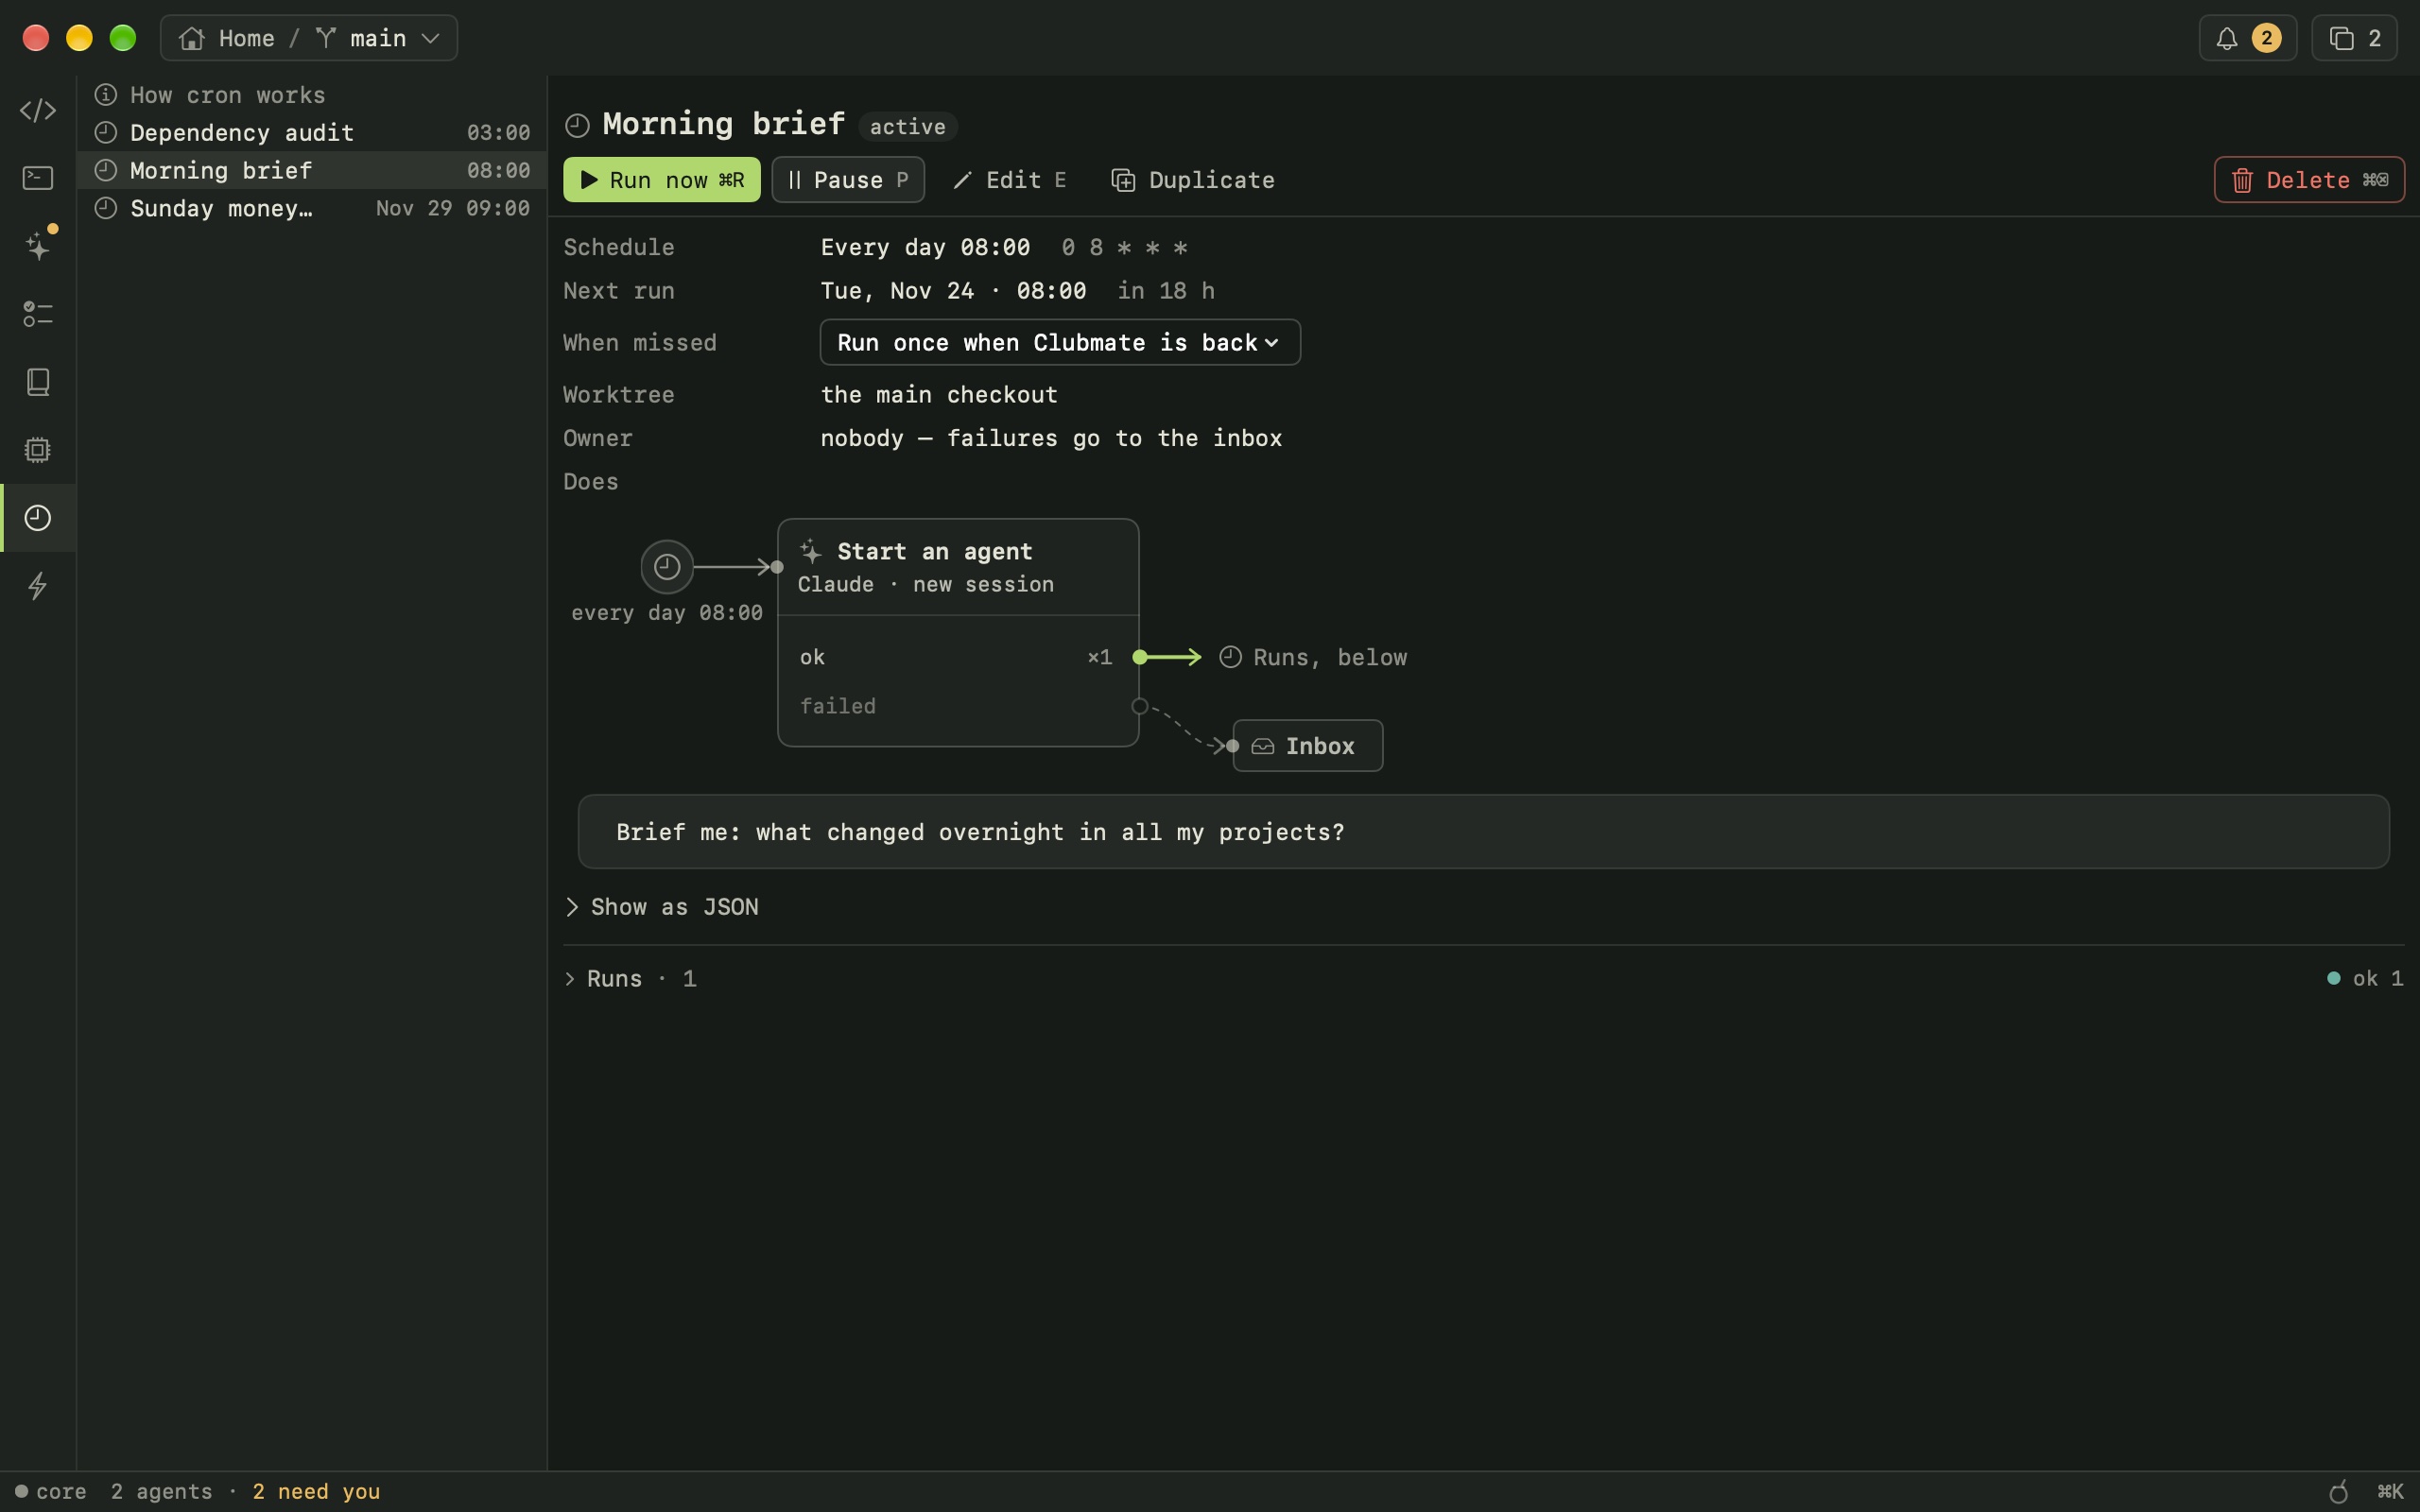 Home / main
2
2
How cron works
Dependency audit 03:00
Morning brief 08:00
Sunday money… Nov 29 09:00
Morning brief active
Run now ⌘R Pause P Edit E Duplicate Delete ⌘⌫
Schedule Every day 08:00 0 8 * * *
Next run Tue, Nov 24 · 08:00 in 18 h
When missed Run once when Clubmate is back
Worktree the main checkout
Owner nobody — failures go to the inbox
Does
Start an agent
Claude · new session
every day 08:00
ok ×1 Runs, below
failed
Inbox
Brief me: what changed overnight in all my projects?
Show as JSON
Runs · 1 ok 1
core 2 agents · 2 need you ⌘K